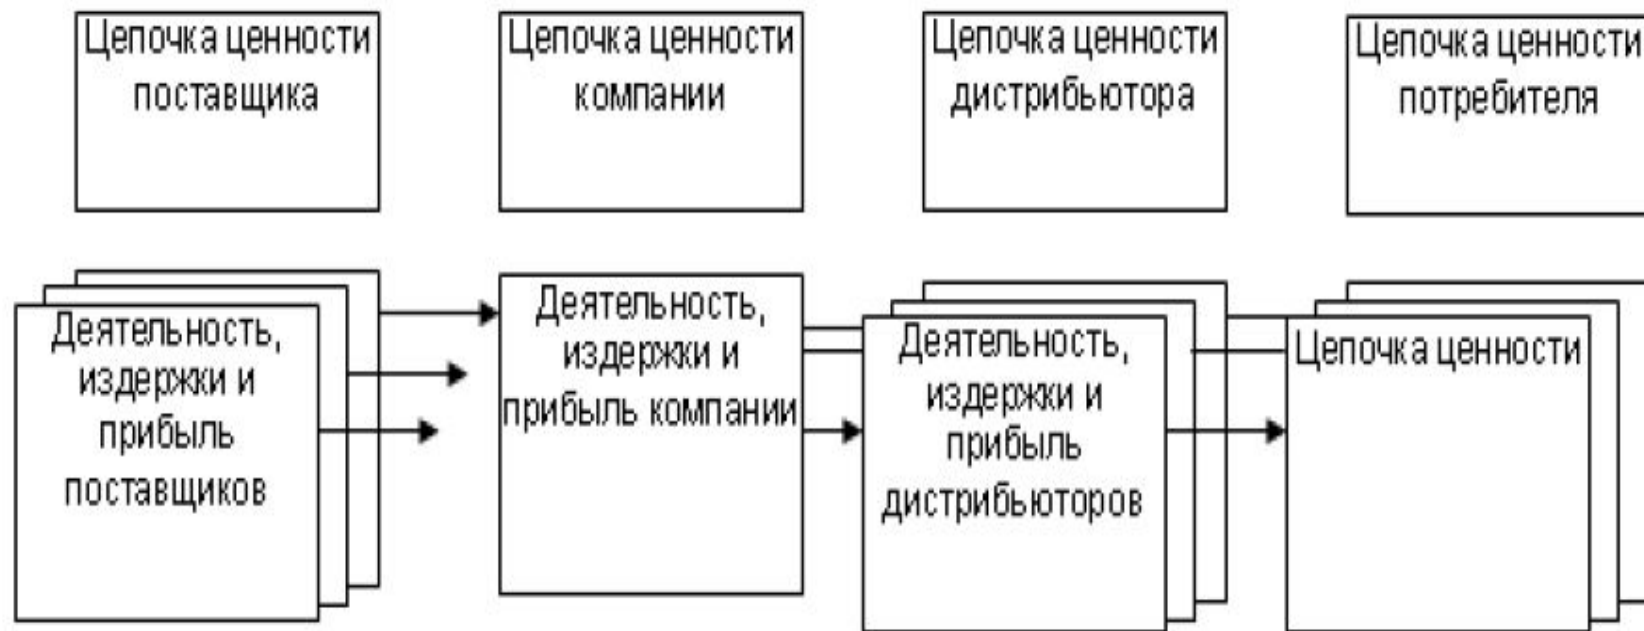 Цепочка ценности
поставщика
Цепочка ценности
компании
Цепочка ценности
дистрибьютора
Цепочка ценности
потребителя
Деятельность,
издержки и
прибыль
поставщиков
Деятельность,
издержки и
прибыль компании
Деятельность,
издержки и
прибыль
дистрибьюторов
Цепочка ценности